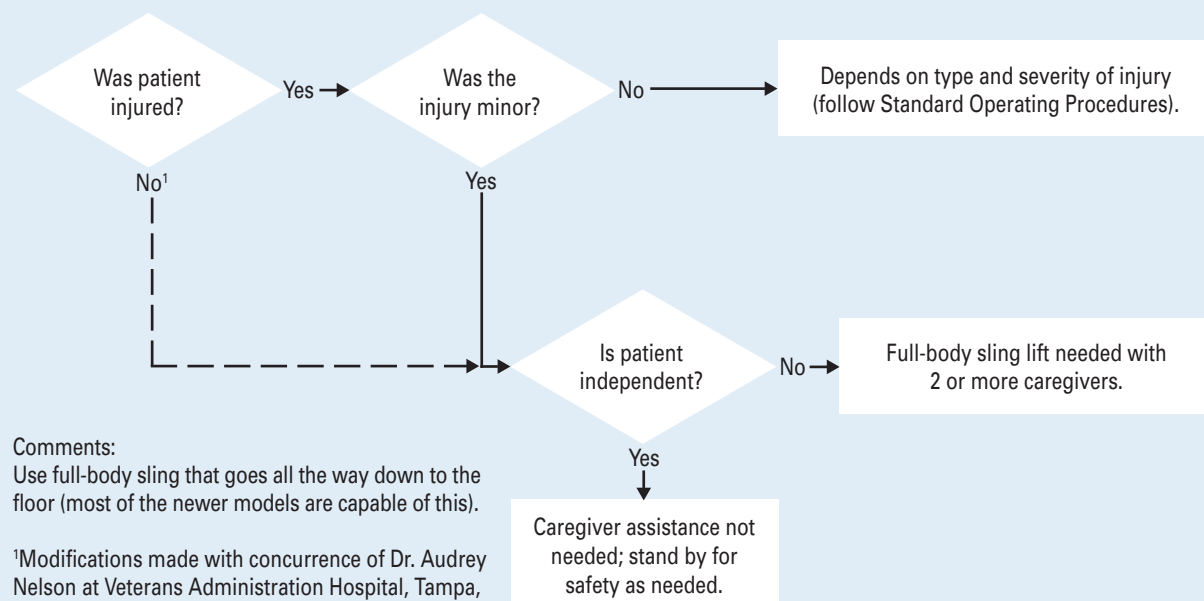 Was patient
injured?
Yes
Was the
injury minor?
No
Depends on type and severity of injury
(follow Standard Operating Procedures).
No¹
Yes
Is patient
independent?
No
Full-body sling lift needed with
2 or more caregivers.
Yes
Caregiver assistance not
needed; stand by for
safety as needed.
Comments:
Use full-body sling that goes all the way down to the
floor (most of the newer models are capable of this).
¹Modifications made with concurrence of Dr. Audrey
Nelson at Veterans Administration Hospital, Tampa,